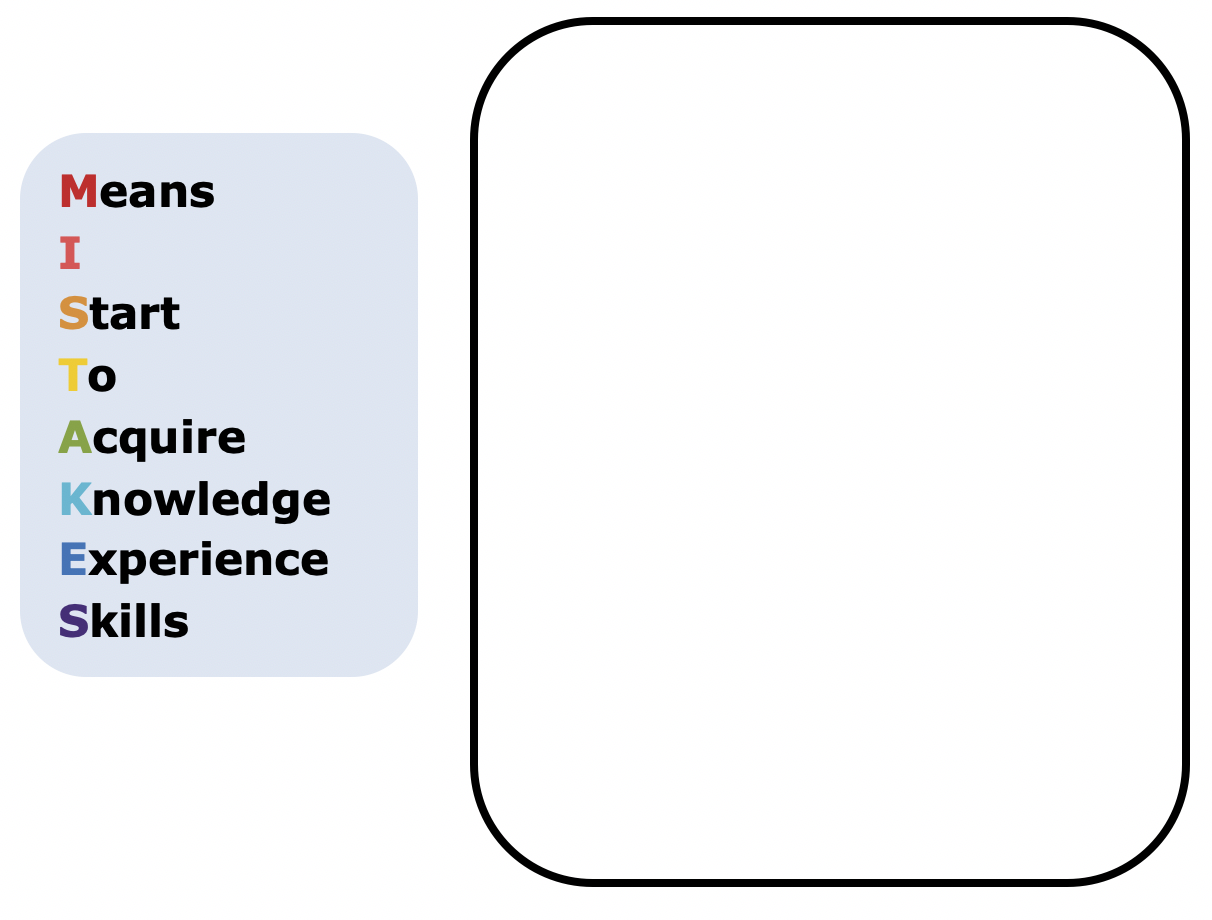 Means
I
Start
To
Acquire
Knowledge
Experience
Skills